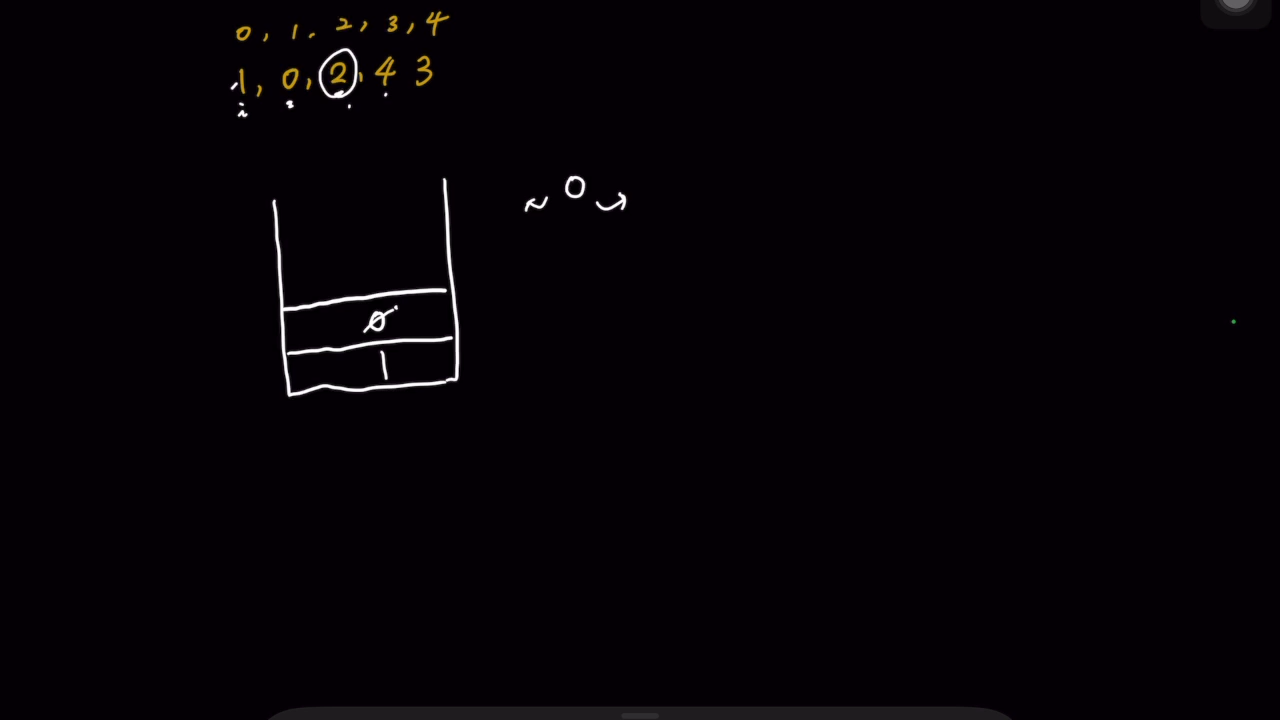 0, 1. 2, 3, 4
1, 0, 2, 4 3
i
0
0
1